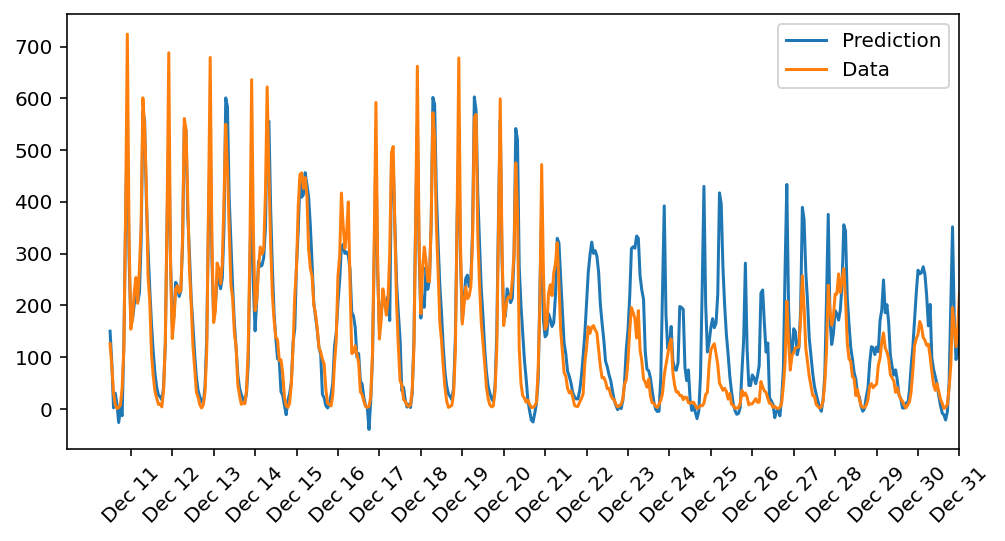 700
600
500
400
300
200
100
0
Prediction
Data
Dec 11
Dec 12
Dec 13
Dec 14
Dec 15
Dec 16
Dec 17
Dec 18
Dec 19
Dec 20
Dec 21
Dec 22
Dec 23
Dec 24
Dec 25
Dec 26
Dec 27
Dec 28
Dec 29
Dec 30
Dec 31